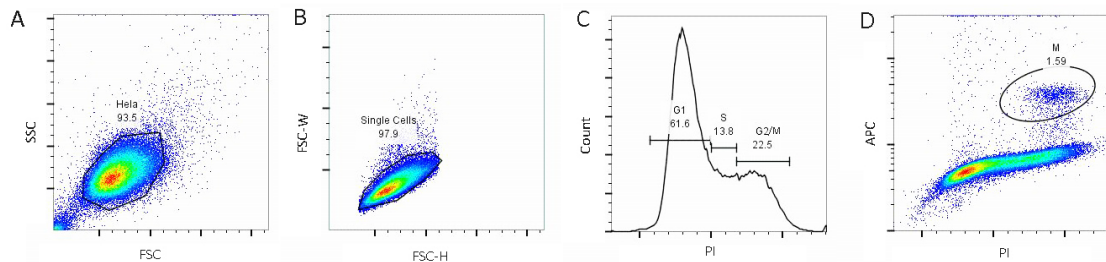 A
SSC
Hela
93.5
FSC
B
FSC-W
Single Cells
97.9
FSC-H
C
Count
G1
61.6
S
13.8
G2/M
22.5
PI
D
APC
M
1.59
PI